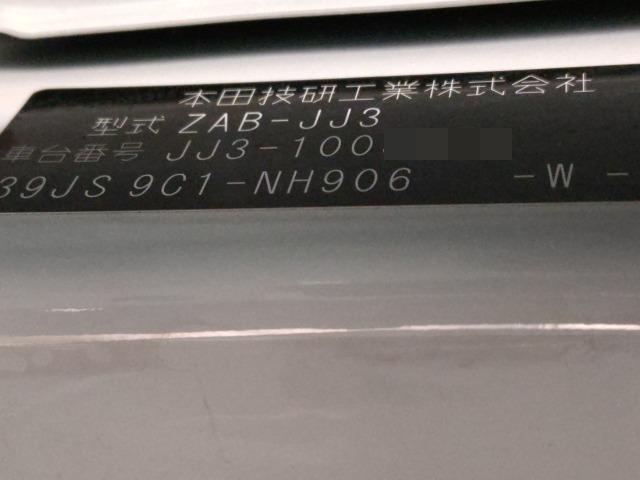 本田技研工業株式会社
型式 ZAB-JJ3
車台番号 JJ3-100
39JS 9C1-NH906 -W -